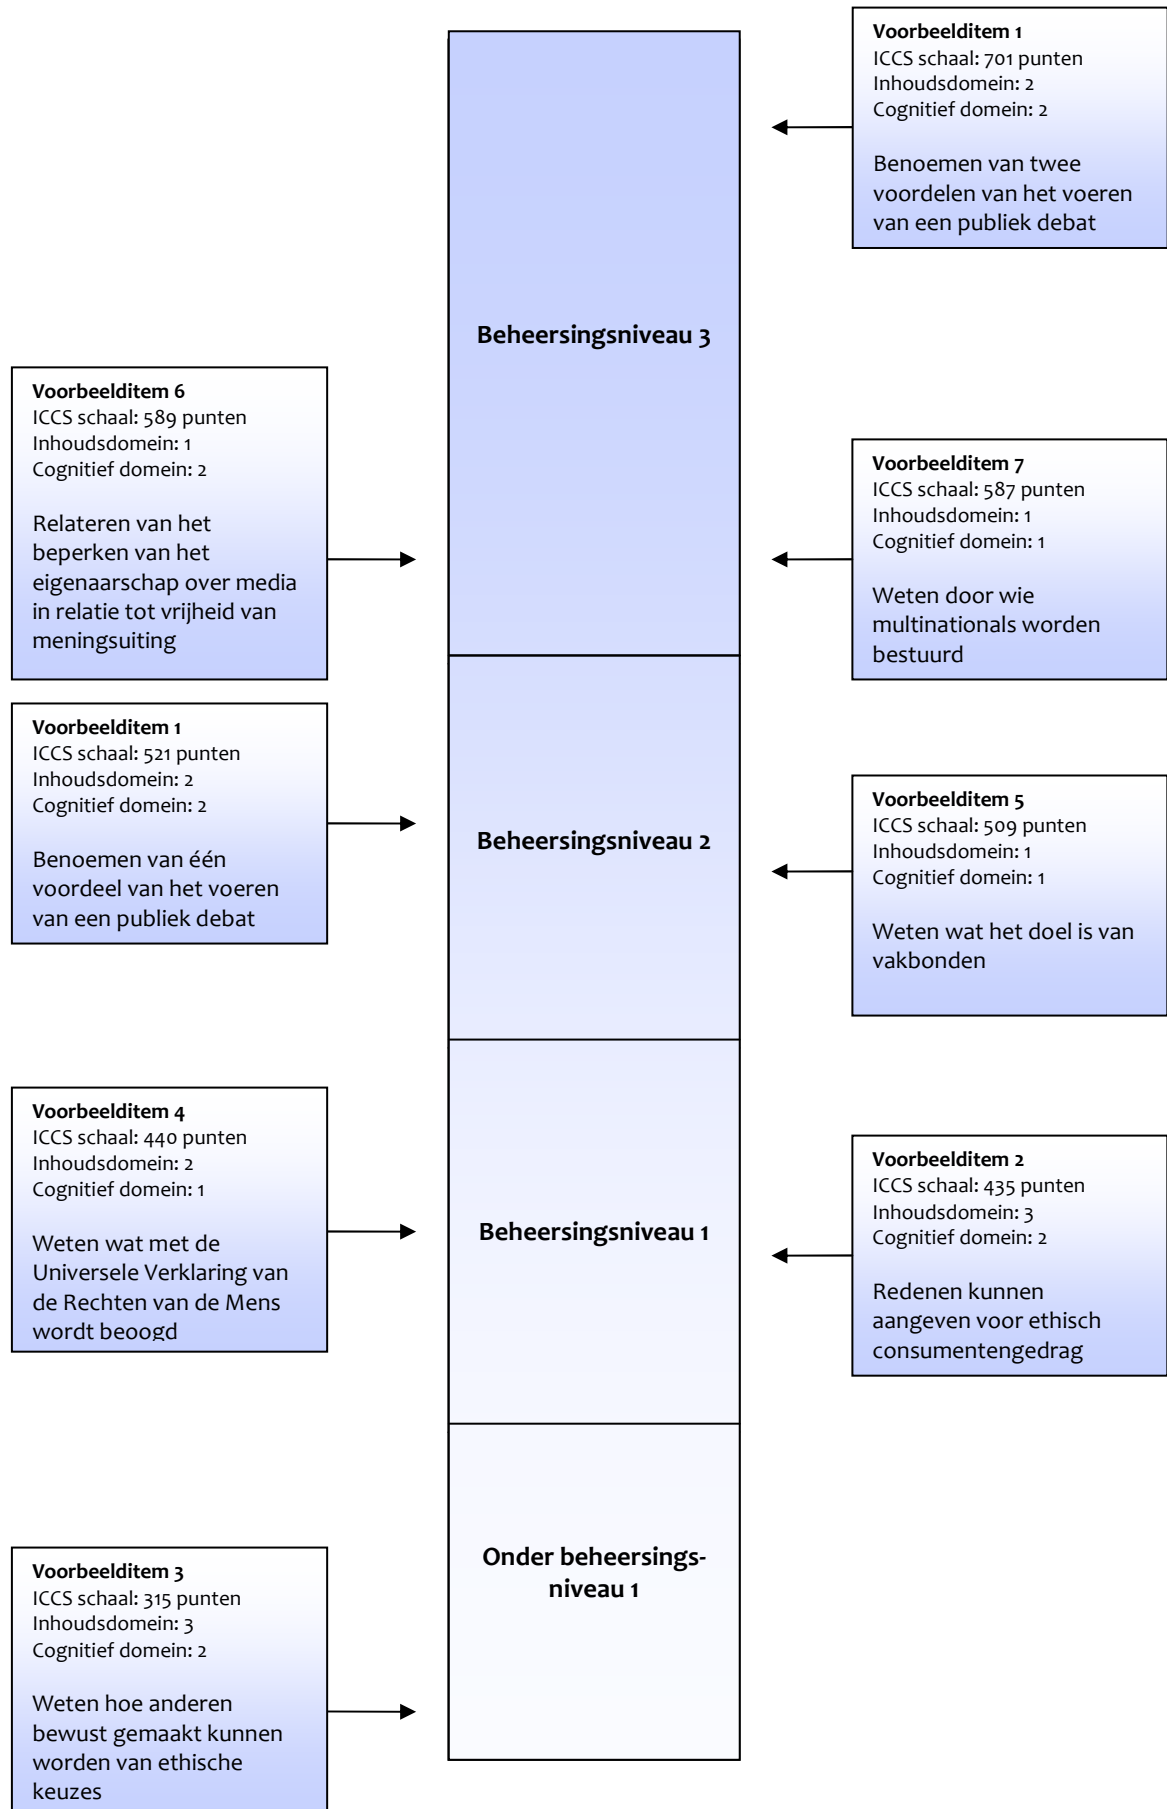 Voorbeelditem 1
ICCS schaal: 701 punten
Inhoudsdomein: 2
Cognitief domein: 2
Benoemen van twee
voordelen van het voeren
van een publiek debat
Beheersingsniveau 3
Voorbeelditem 6
ICCS schaal: 589 punten
Inhoudsdomein: 1
Cognitief domein: 2
Relateren van het
beperken van het
eigenaarschap over media
in relatie tot vrijheid van
meningsuiting
Voorbeelditem 7
ICCS schaal: 587 punten
Inhoudsdomein: 1
Cognitief domein: 1
Weten door wie
multinationals worden
bestuurd
Voorbeelditem 1
ICCS schaal: 521 punten
Inhoudsdomein: 2
Cognitief domein: 2
Benoemen van één
voordeel van het voeren
van een publiek debat
Beheersingsniveau 2
Voorbeelditem 5
ICCS schaal: 509 punten
Inhoudsdomein: 1
Cognitief domein: 1
Weten wat het doel is van
vakbonden
Voorbeelditem 4
ICCS schaal: 440 punten
Inhoudsdomein: 2
Cognitief domein: 1
Weten wat met de
Universele Verklaring van
de Rechten van de Mens
wordt beoogd
Beheersingsniveau 1
Voorbeelditem 2
ICCS schaal: 435 punten
Inhoudsdomein: 3
Cognitief domein: 2
Redenen kunnen
aangeven voor ethisch
consumentengedrag
Onder beheersings-
niveau 1
Voorbeelditem 3
ICCS schaal: 315 punten
Inhoudsdomein: 3
Cognitief domein: 2
Weten hoe anderen
bewust gemaakt kunnen
worden van ethische
keuzes